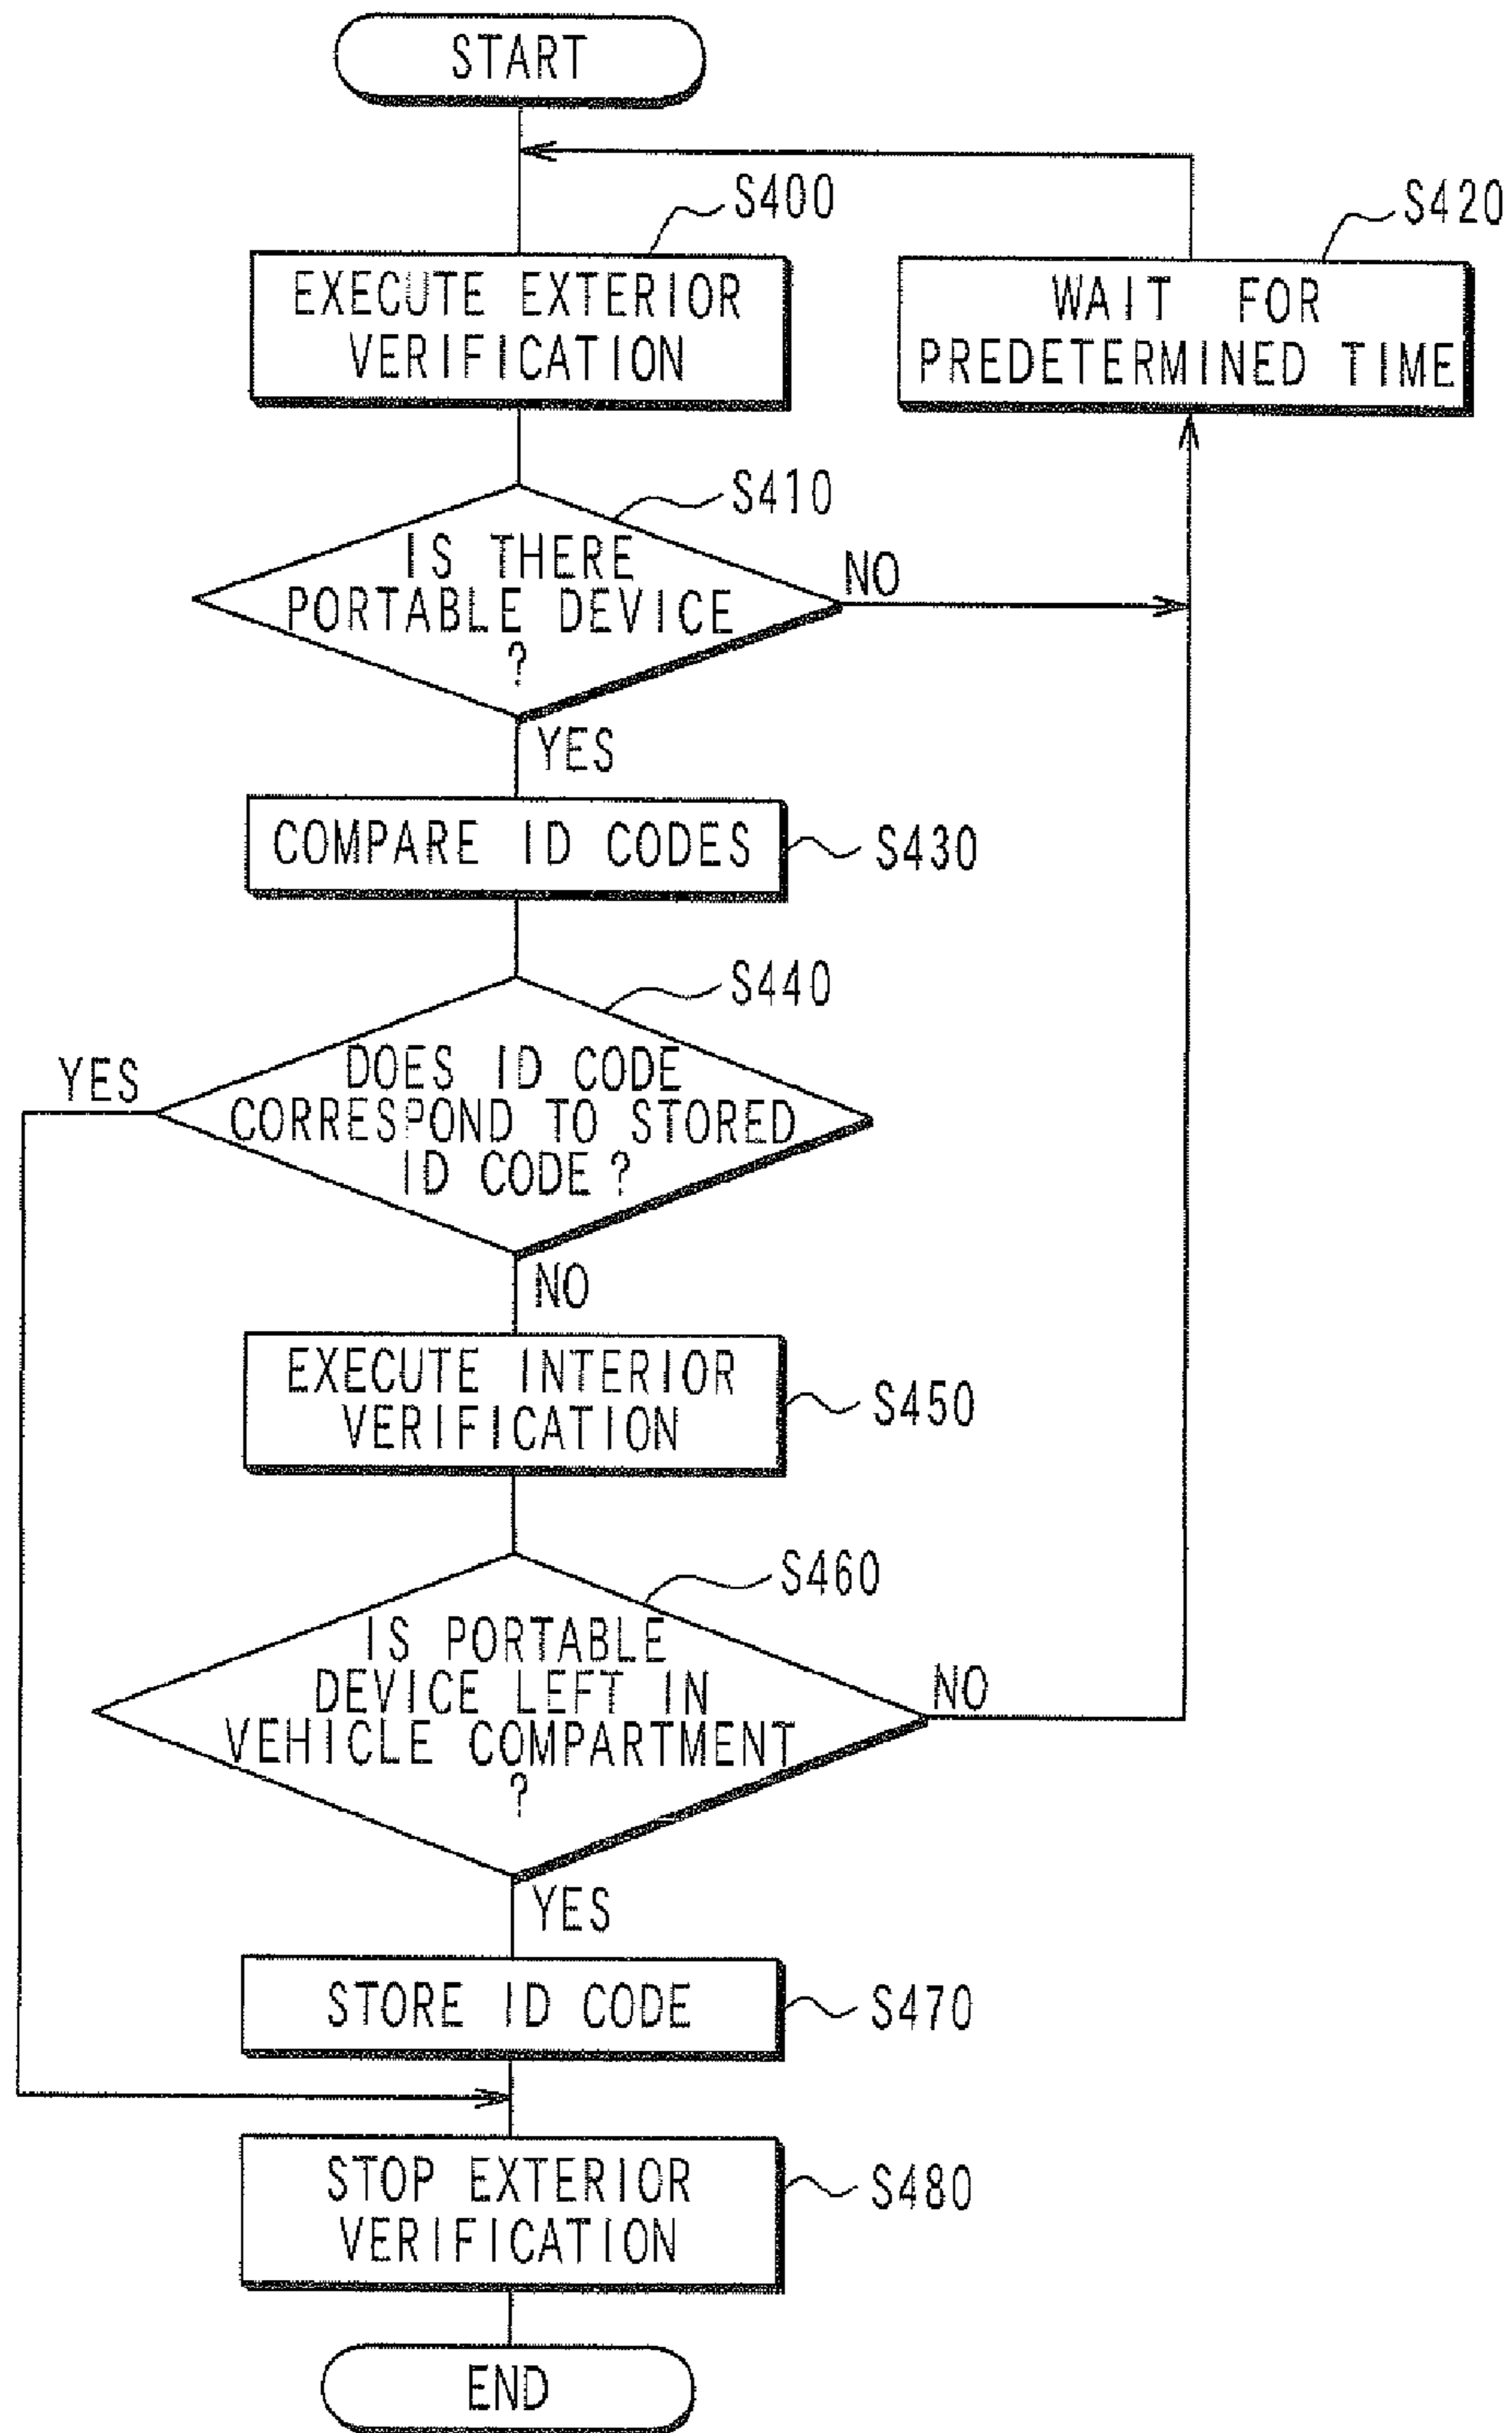 START
S400
S420
EXECUTE EXTERIOR
VERIFICATION
WAIT FOR
PREDETERMINED TIME
S410
IS THERE
PORTABLE DEVICE
?
NO
YES
COMPARE ID CODES
S430
S440
YES
DOES ID CODE
CORRESPOND TO STORED
ID CODE ?
NO
EXECUTE INTERIOR
VERIFICATION
S450
S460
IS PORTABLE
DEVICE LEFT IN
VEHICLE COMPARTMENT
?
NO
YES
STORE ID CODE
S470
STOP EXTERIOR
VERIFICATION
S480
END